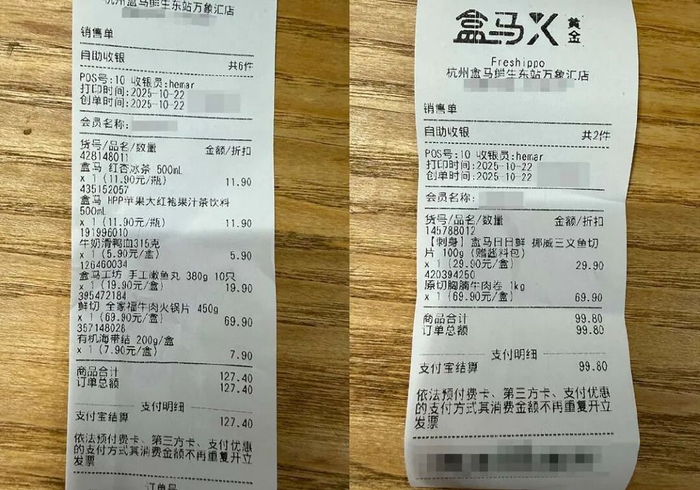 杭州盒马鲜生东站万象汇店
销售单
自助收银 共6件
POS号:10 收银员:hemar
打印时间:2025-10-22
创单时间:2025-10-22
会员名称:
货号/品名/数量 金额/折扣
428148011
盒马 红杏冰茶 500mL
x 1 (11.90元/瓶) 11.90
435152057
盒马 HPP苹果大红袍果汁茶饮料
500mL
x 1 (11.90元/瓶) 11.90
191996010
牛奶滑鸭血315克
x 1 (5.90元/盒) 5.90
126460034
盒马工坊 手工嫩鱼丸 380g 10只
x 1 (19.90元/盒) 19.90
395472184
鲜切 全家福牛肉火锅片 450g
x 1 (69.90元/盒) 69.90
357148028
有机海带结 200g/盒
x 1 (7.90元/盒) 7.90
商品合计 127.40
订单总额 127.40
支付明细
支付宝结算 127.40
依法预付费卡、第三方卡、支付优惠
的支付方式其消费金额不再重复开立
发票
订单号
盒马X 黄金
Freshippo
杭州盒马鲜生东站万象汇店
销售单
自助收银 共2件
POS号:10 收银员:hemar
打印时间:2025-10-22
创单时间:2025-10-22
会员名称:
货号/品名/数量 金额/折扣
145788012
【刺身】盒马日日鲜 挪威三文鱼切
片 100g (赠酱料包)
x 1 (29.90元/盒) 29.90
420394250
原切胸腩牛肉卷 1kg
x 1 (69.90元/盒) 69.90
商品合计 99.80
订单总额 99.80
支付明细
支付宝结算 99.80
依法预付费卡、第三方卡、支付优惠
的支付方式其消费金额不再重复开立
发票